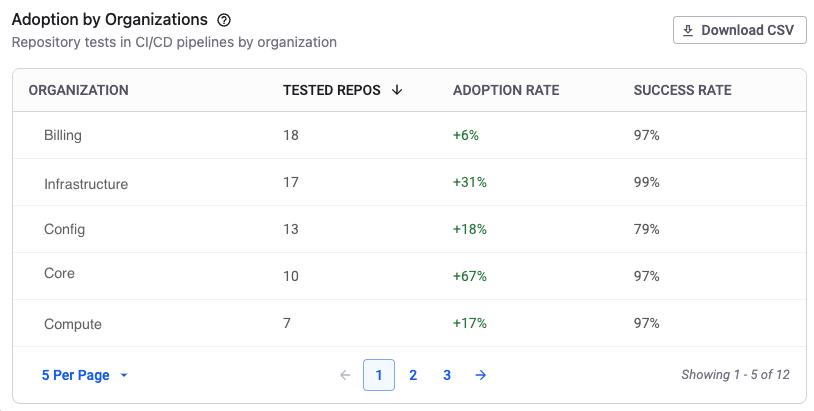 Adoption by Organizations
Repository tests in CI/CD pipelines by organization
Download CSV
ORGANIZATION TESTED REPOS ADOPTION RATE SUCCESS RATE
Billing 18 +6% 97%
Infrastructure 17 +31% 99%
Config 13 +18% 79%
Core 10 +67% 97%
Compute 7 +17% 97%
5 Per Page 1 2 3 Showing 1 - 5 of 12